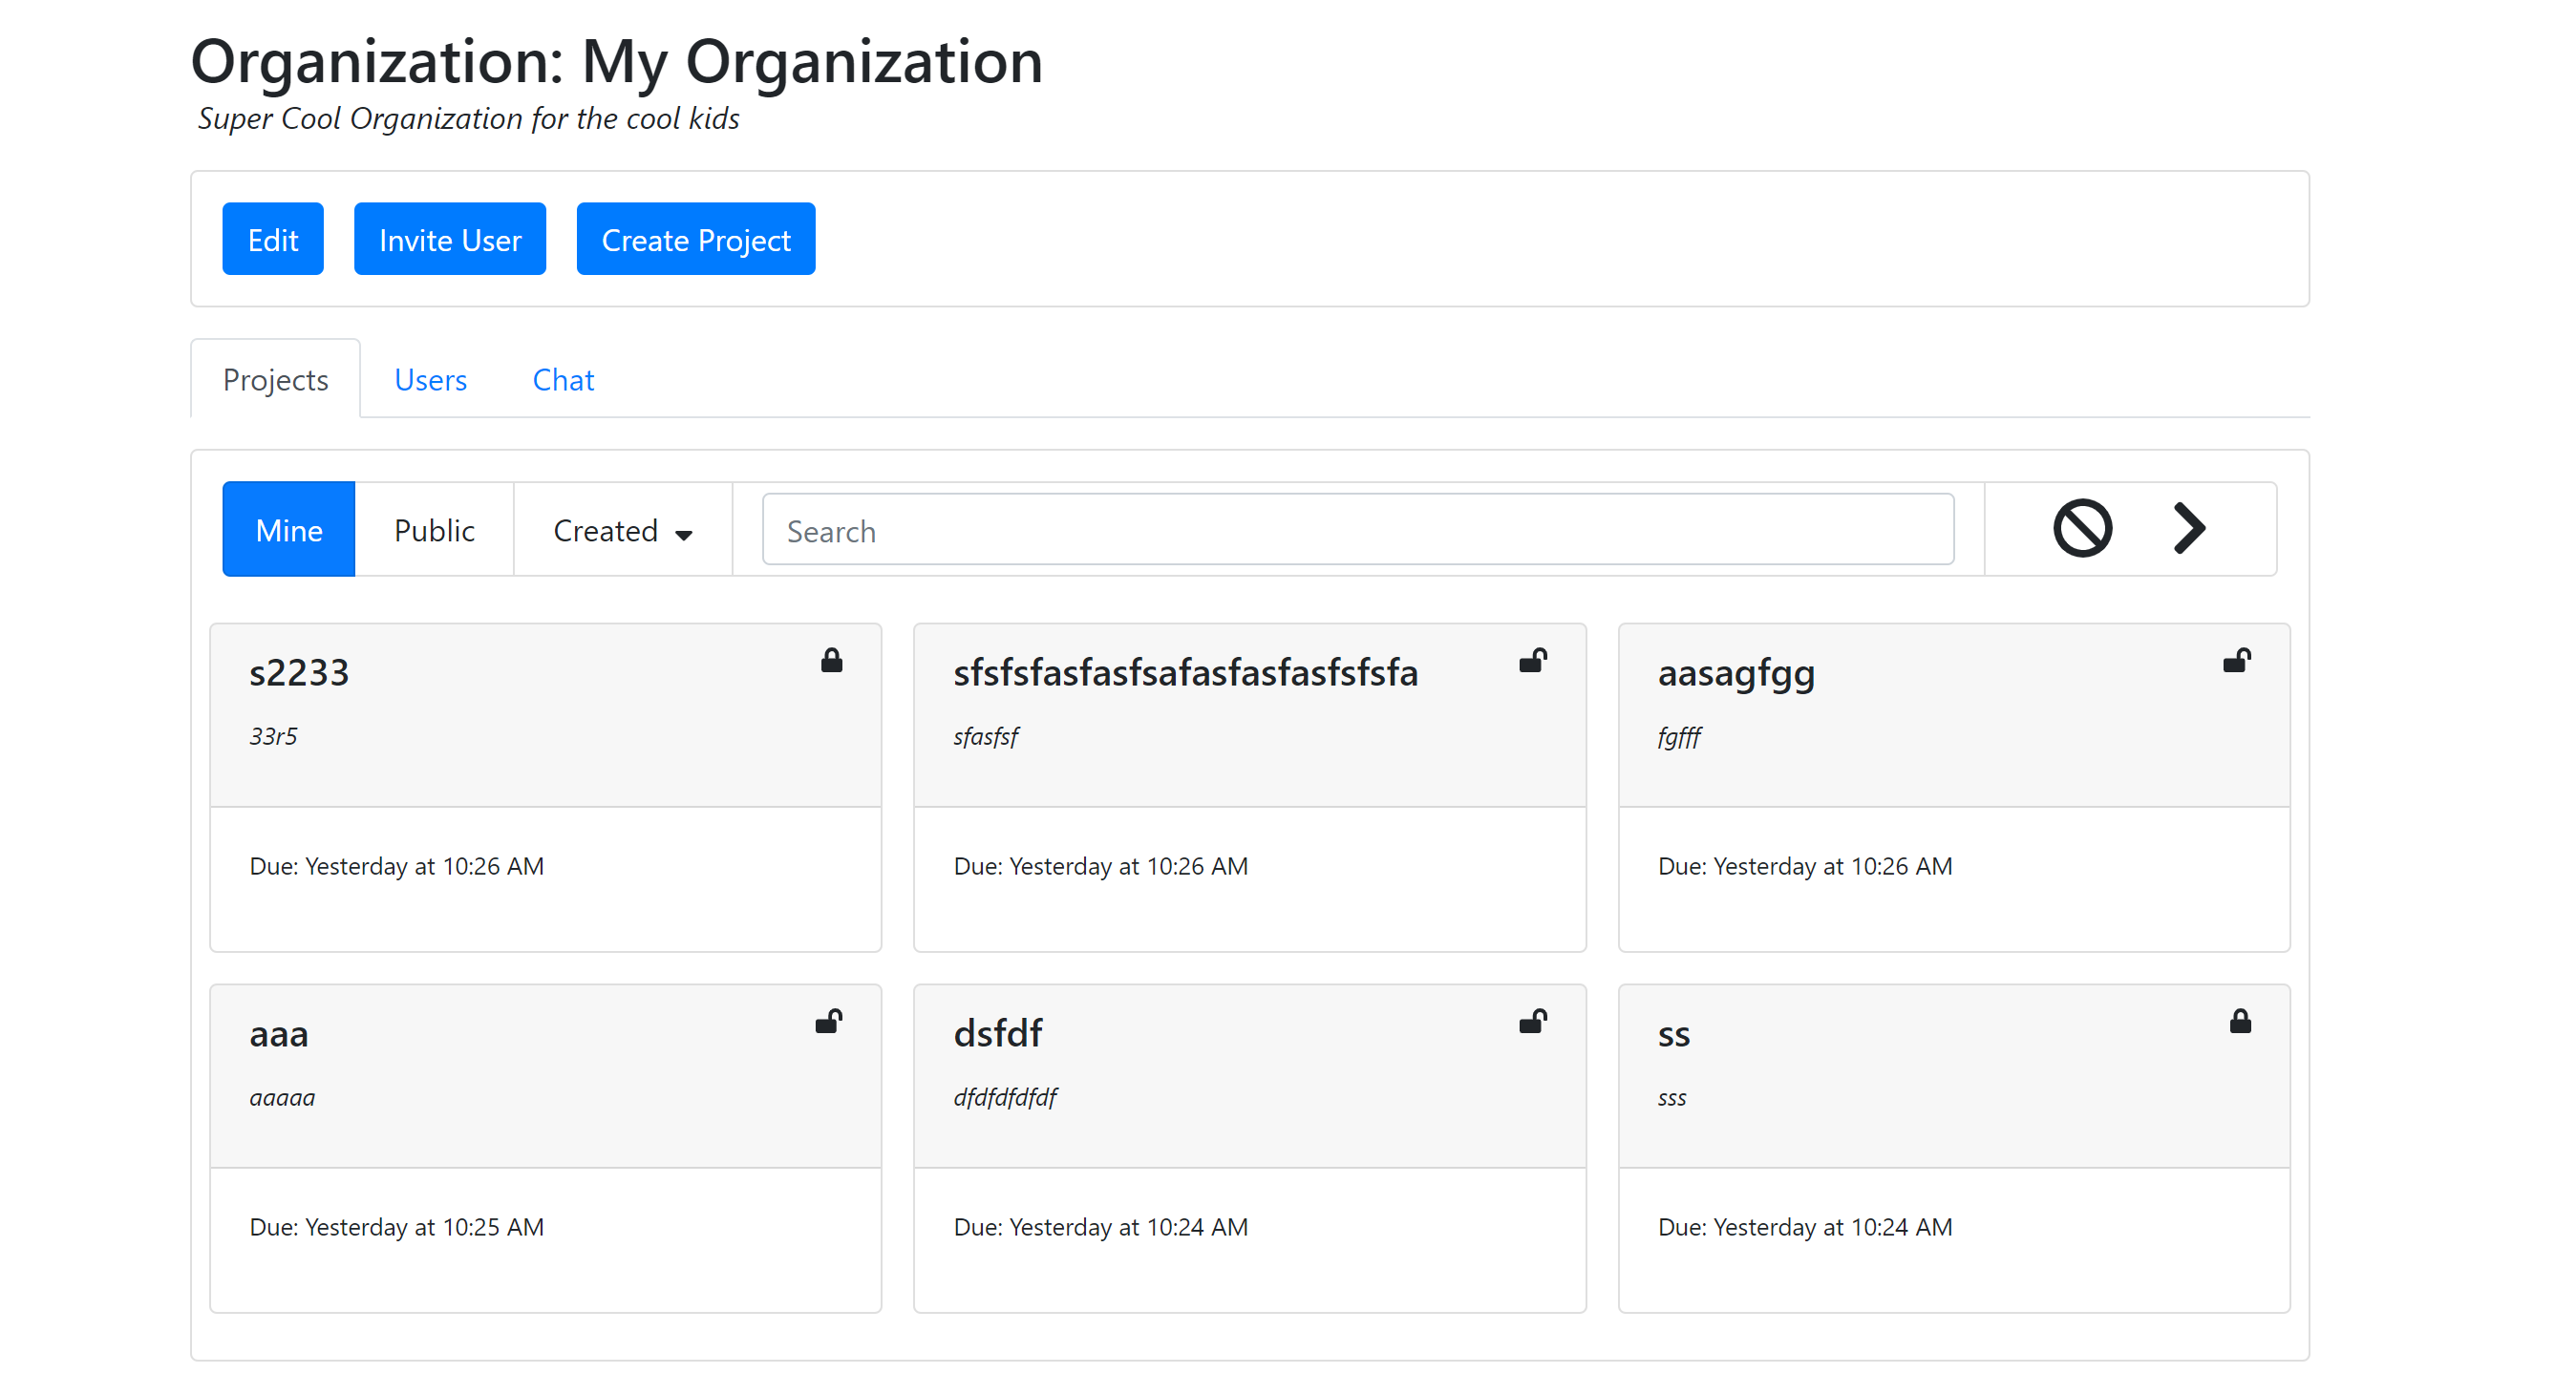 Organization: My Organization
Super Cool Organization for the cool kids
Edit Invite User Create Project
Projects Users Chat
Mine Public Created Search
s2233 sfsfsfasfasfsafasfasfasfsfsfa aasagfgg
33r5 sfasfsf fgfff
Due: Yesterday at 10:26 AM Due: Yesterday at 10:26 AM Due: Yesterday at 10:26 AM
aaa dsfdf ss
aaaaa dfdfdfdfdf sss
Due: Yesterday at 10:25 AM Due: Yesterday at 10:24 AM Due: Yesterday at 10:24 AM